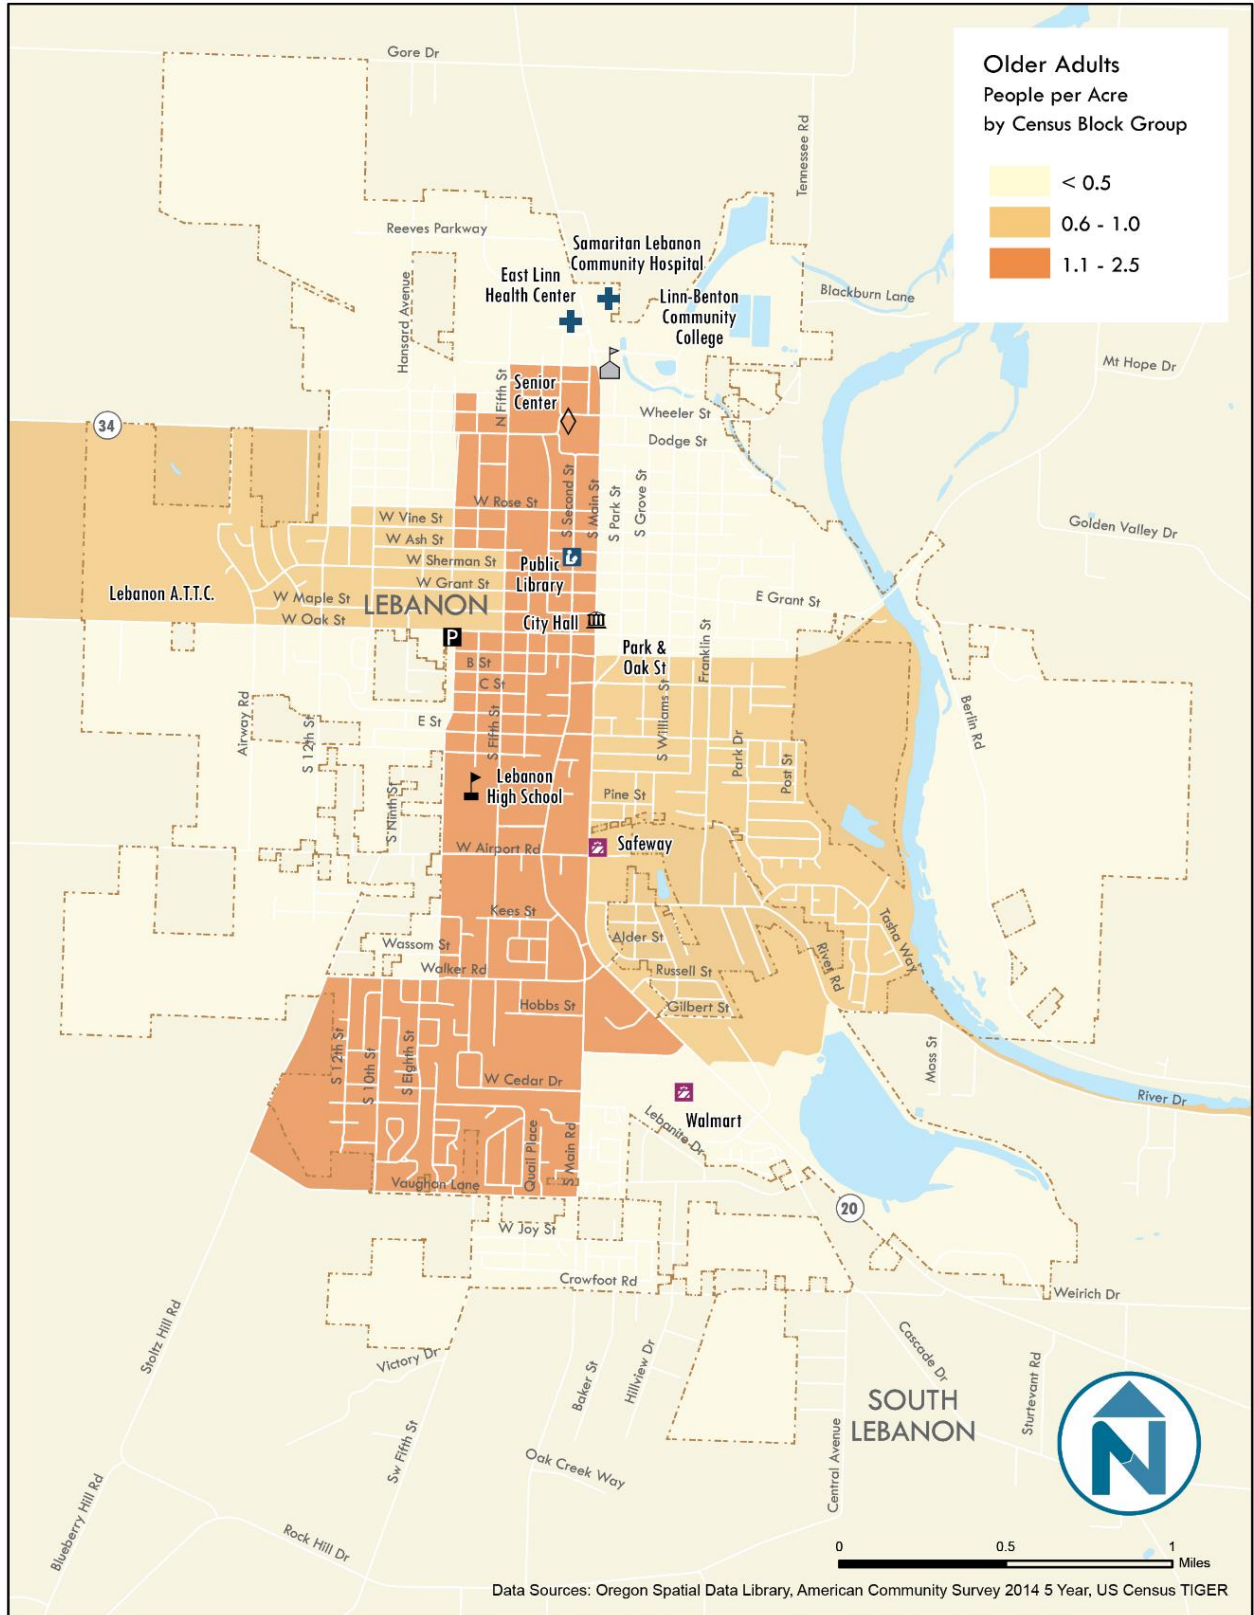 Older Adults
People per Acre
by Census Block Group
< 0.5
0.6 - 1.0
1.1 - 2.5
Gore Dr
Tennessee Rd
Reeves Parkway
Samaritan Lebanon
Community Hospital
East Linn
Health Center
Linn-Benton
Community
College
Blackburn Lane
Hansard Avenue
Mt Hope Dr
N Fifth St
Senior
Center
Wheeler St
Dodge St
34
S Second St
S Main St
S Park St
S Grove St
W Rose St
W Vine St
W Ash St
W Sherman St
W Grant St
Golden Valley Dr
Public
Library
Lebanon A.T.T.C.
W Maple St
LEBANON
W Oak St
E Grant St
City Hall
P
Park &
Oak St
Franklin St
B St
C St
E St
Airway Rd
S 12th St
S Fifth St
S Williams St
Park Dr
Post St
Berlin Rd
Lebanon
High School
S Ninth St
Pine St
W Airport Rd
Safeway
Kees St
Alder St
Tasha Way
Wassom St
Walker Rd
Russell St
River Rd
Hobbs St
Gilbert St
S 12th St
S 10th St
S Eighth St
W Cedar Dr
Moss St
River Dr
Walmart
Lebanite Dr
Quail Place
S Main Rd
Vaughan Lane
20
W Joy St
Crowfoot Rd
Weirich Dr
Stoltz Hill Rd
Victory Dr
Baker St
Hillview Dr
Cascade Dr
Sturtevant Rd
SOUTH
LEBANON
Sw Fifth St
Oak Creek Way
Central Avenue
Blueberry Hill Rd
Rock Hill Dr
N
0 0.5 1
Miles
Data Sources: Oregon Spatial Data Library, American Community Survey 2014 5 Year, US Census TIGER